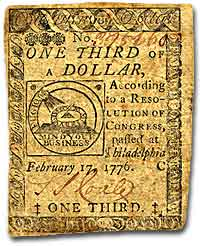 No.
ONE THIRD OF
A DOLLAR,
According
to a Reso-
LUTION OF
CONGRESS,
passed at
Philadelphia
MIND YOUR
BUSINESS
February 17, 1776. C
ONE THIRD.